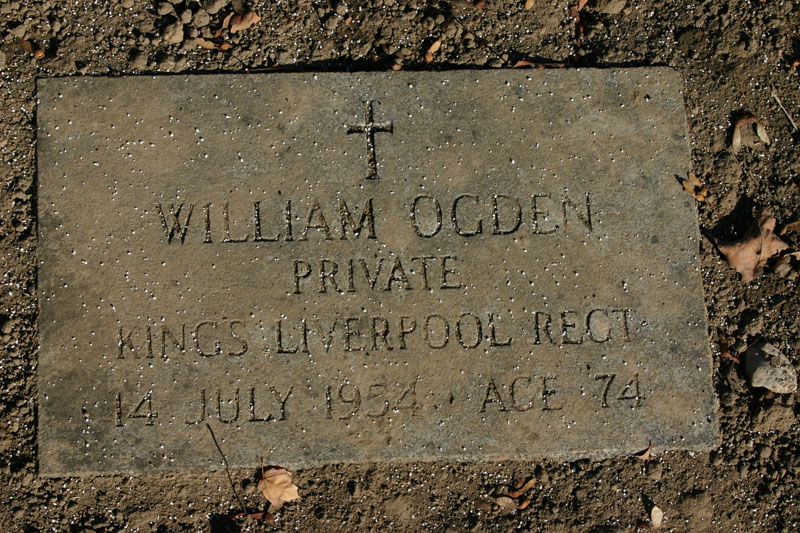 WILLIAM OGDEN
PRIVATE
KINGS LIVERPOOL REGT
14 JULY 1954 AGE 74